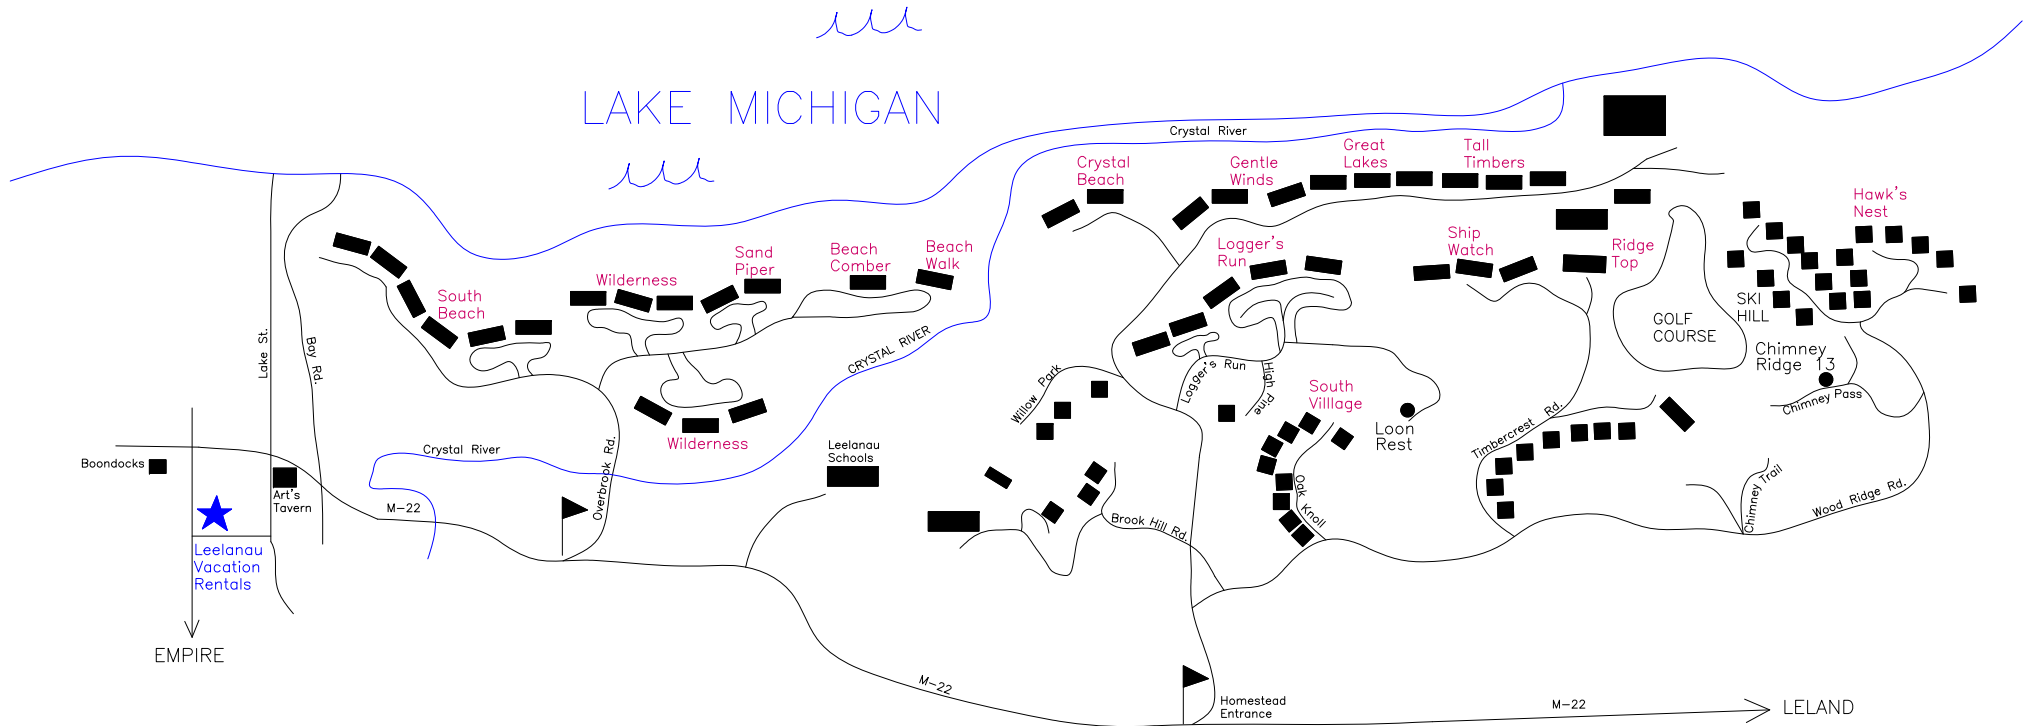 LAKE MICHIGAN
Crystal River
Crystal
Beach
Gentle
Winds
Great
Lakes
Tall
Timbers
Hawk's
Nest
South
Beach
Wilderness
Sand
Piper
Beach
Comber
Beach
Walk
Logger's
Run
Ship
Watch
Ridge
Top
SKI
HILL
GOLF
COURSE
Chimney
Ridge 13
Chimney Pass
Lake St.
Bay Rd.
CRYSTAL RIVER
Willow Park
Logger's Run
High Pine
South
Villlage
Loon
Rest
Timbercrest Rd.
Wilderness
Boondocks
Art's
Tavern
Crystal River
M-22
Overbrook Rd.
Leelanau
Schools
Brook Hill Rd.
Oak Knoll
Chimney Trail
Wood Ridge Rd.
Leelanau
Vacation
Rentals
EMPIRE
M-22
Homestead
Entrance
M-22
LELAND